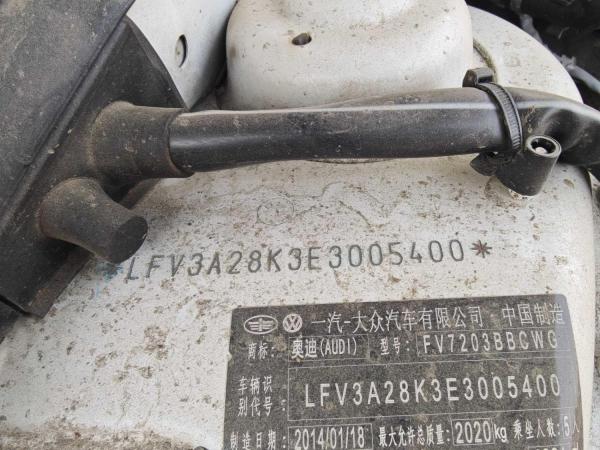 *LFV3A28K3E3005400*
一汽-大众汽车有限公司·中国制造
商标: 奥迪(AUDI) 型号: FV7203BBCWG
车辆识
别代号: LFV3A28K3E3005400
制造日期: 2014/01/18 最大允许总质量: 2020kg 乘坐人数: 5人